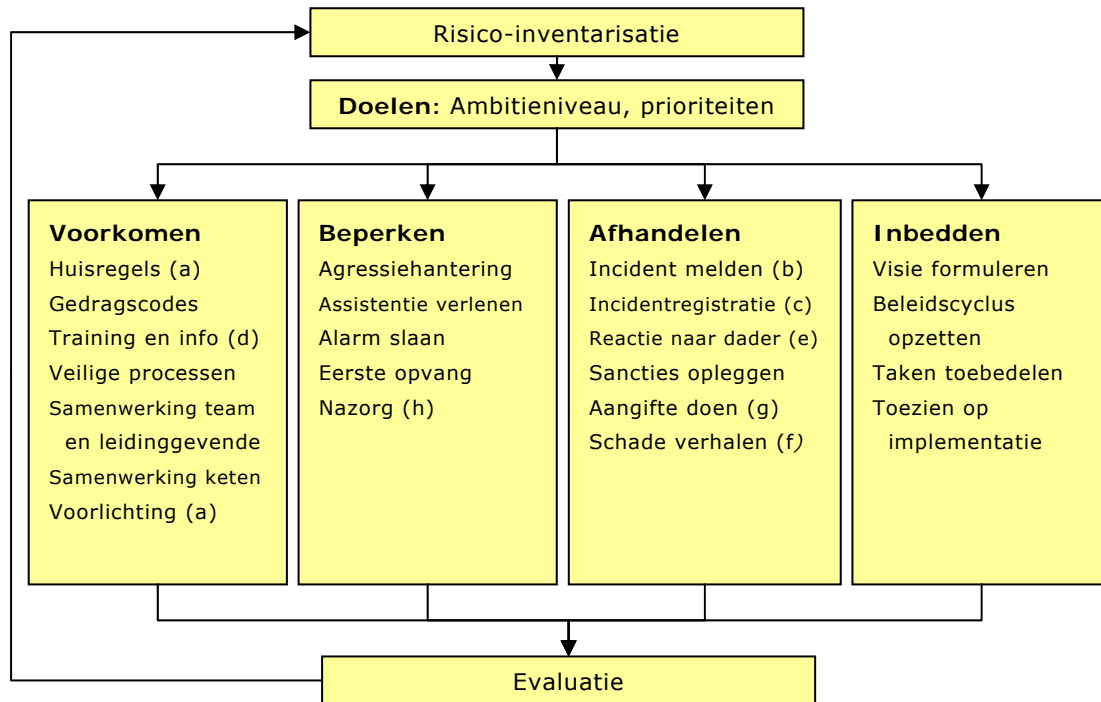 Risico-inventarisatie
Doelen: Ambitieniveau, prioriteiten
Voorkomen
Huisregels (a)
Gedragscodes
Training en info (d)
Veilige processen
Samenwerking team
en leidinggevende
Samenwerking keten
Voorlichting (a)
Beperken
Agressiehantering
Assistentie verlenen
Alarm slaan
Eerste opvang
Nazorg (h)
Afhandelen
Incident melden (b)
Incidentregistratie (c)
Reactie naar dader (e)
Sancties opleggen
Aangifte doen (g)
Schade verhalen (f)
Inbedden
Visie formuleren
Beleidscyclus
opzetten
Taken toebedelen
Toezien op
implementatie
Evaluatie